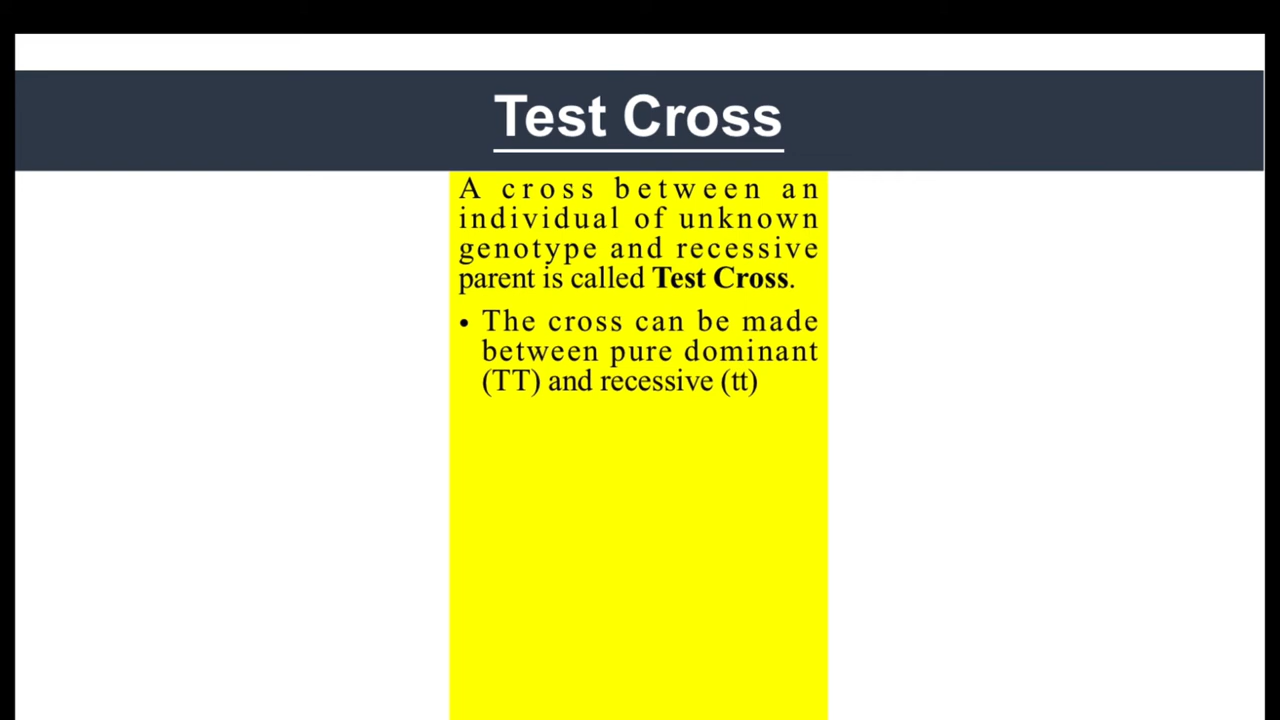 Test Cross
A cross between an
individual of unknown
genotype and recessive
parent is called Test Cross.
• The cross can be made
between pure dominant
(TT) and recessive (tt)